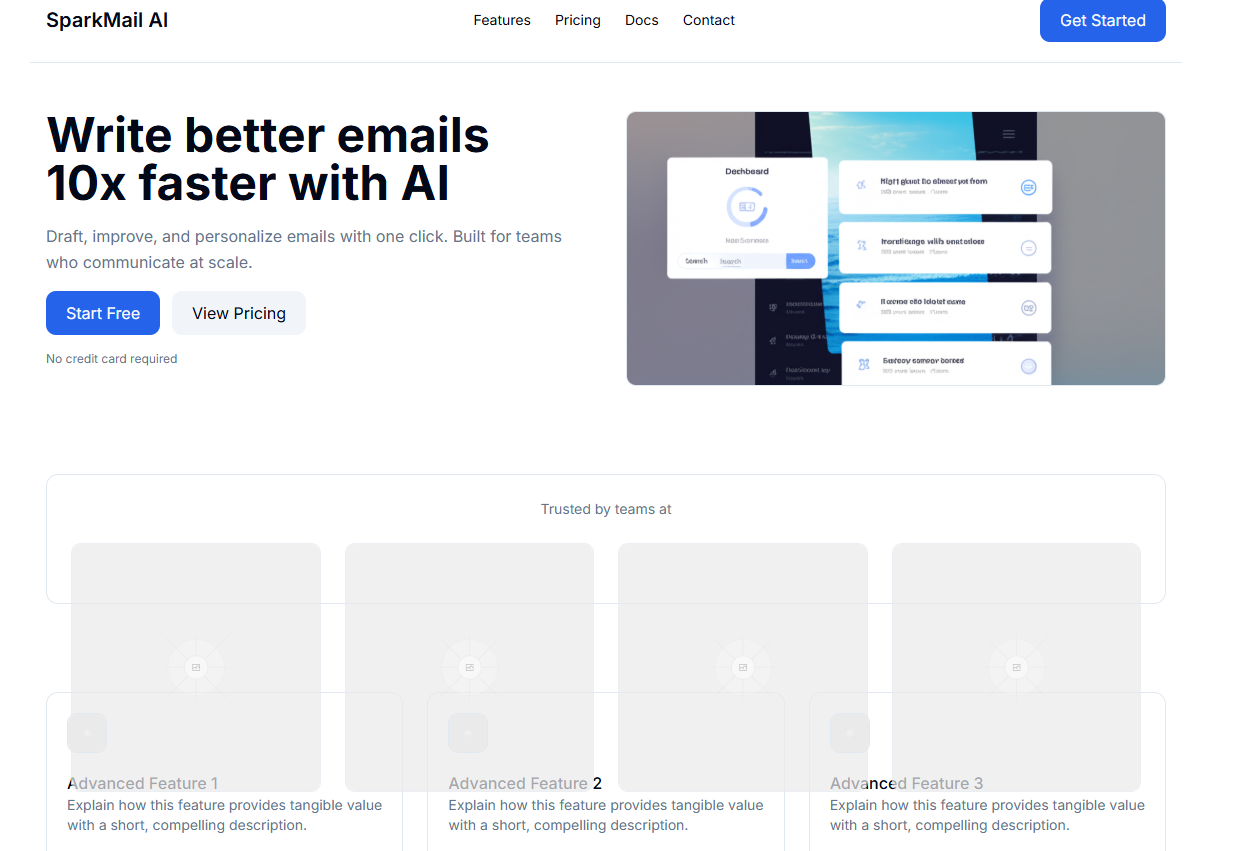 SparkMail AI
Features
Pricing
Docs
Contact
Get Started
Write better emails
10x faster with AI
Draft, improve, and personalize emails with one click. Built for teams
who communicate at scale.
Start Free
View Pricing
No credit card required
Dechboard
Search
Search
Trusted by teams at
Advanced Feature 1
Explain how this feature provides tangible value
with a short, compelling description.
Advanced Feature 2
Explain how this feature provides tangible value
with a short, compelling description.
Advanced Feature 3
Explain how this feature provides tangible value
with a short, compelling description.